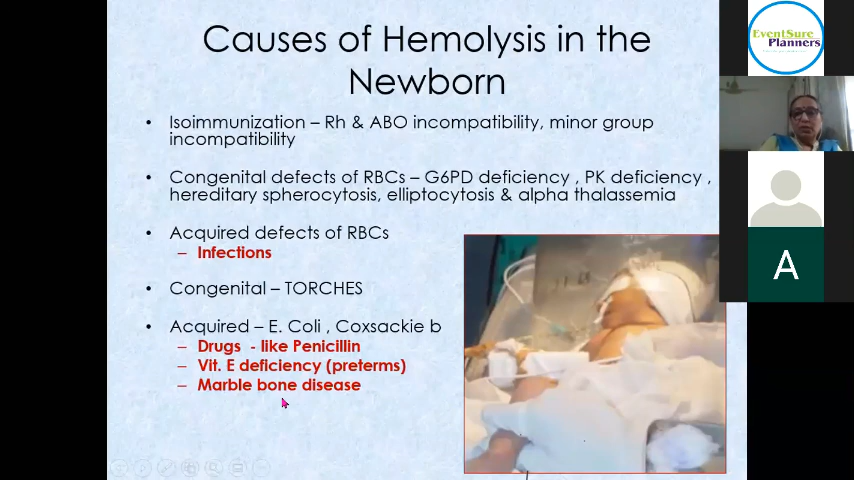 Causes of Hemolysis in the
Newborn
• Isoimmunization – Rh & ABO incompatibility, minor group
incompatibility
• Congenital defects of RBCs – G6PD deficiency , PK deficiency ,
hereditary spherocytosis, elliptocytosis & alpha thalassemia
• Acquired defects of RBCs
– Infections
• Congenital – TORCHES
• Acquired – E. Coli , Coxsackie b
– Drugs - like Penicillin
– Vit. E deficiency (preterms)
– Marble bone disease
EventSure
Planners
A